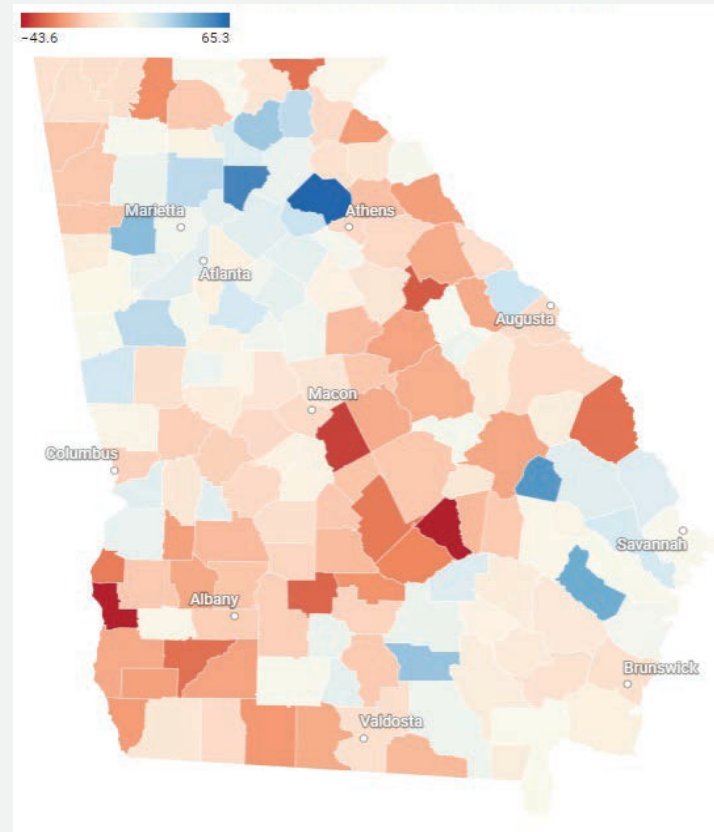 −43.6 65.3
Marietta
Athens
Atlanta
Augusta
Macon
Columbus
Savannah
Albany
Brunswick
Valdosta